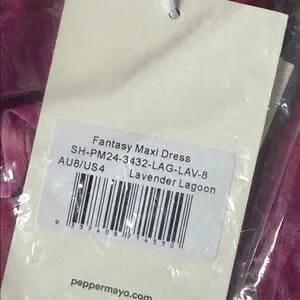 Fantasy Maxi Dress
SH-PM24-3432-LAG-LAV-8
AU8/US4 Lavender Lagoon
peppermayo.com